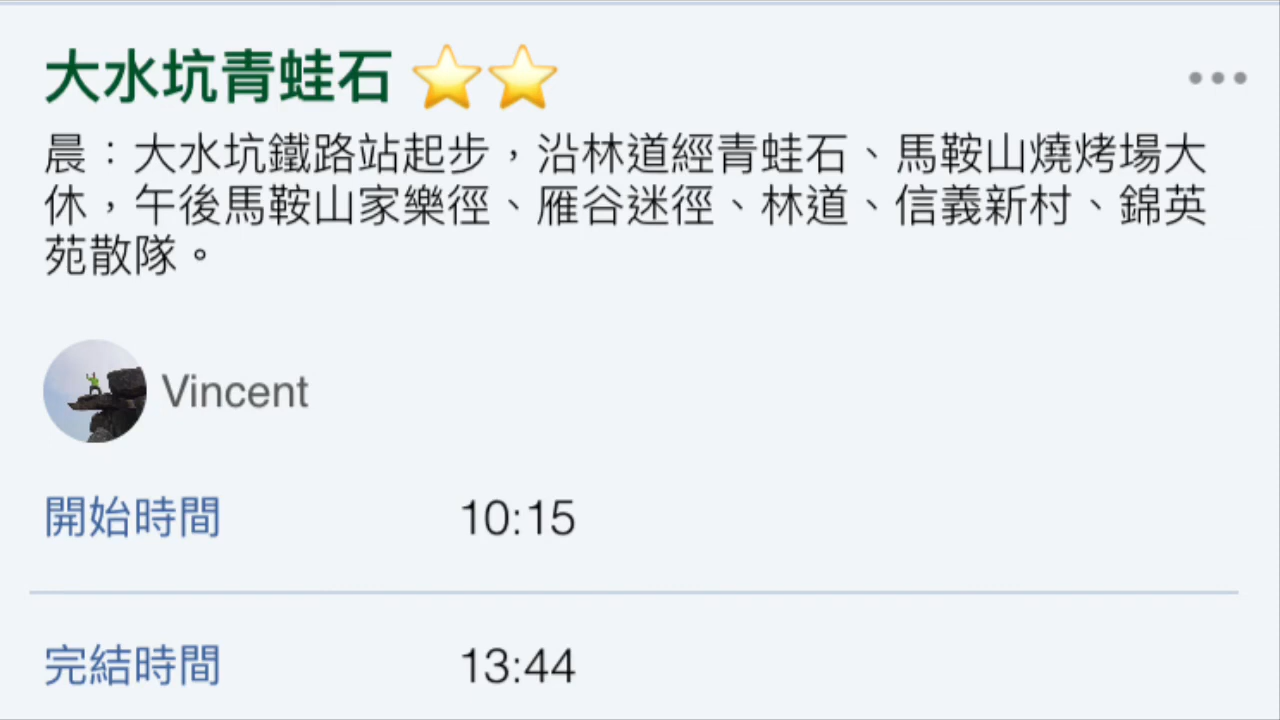 大水坑青蛙石 ⭐⭐
晨：大水坑鐵路站起步，沿林道經青蛙石、馬鞍山燒烤場大
休，午後馬鞍山家樂徑、雁谷迷徑、林道、信義新村、錦英
苑散隊。
Vincent
開始時間 10:15
完結時間 13:44